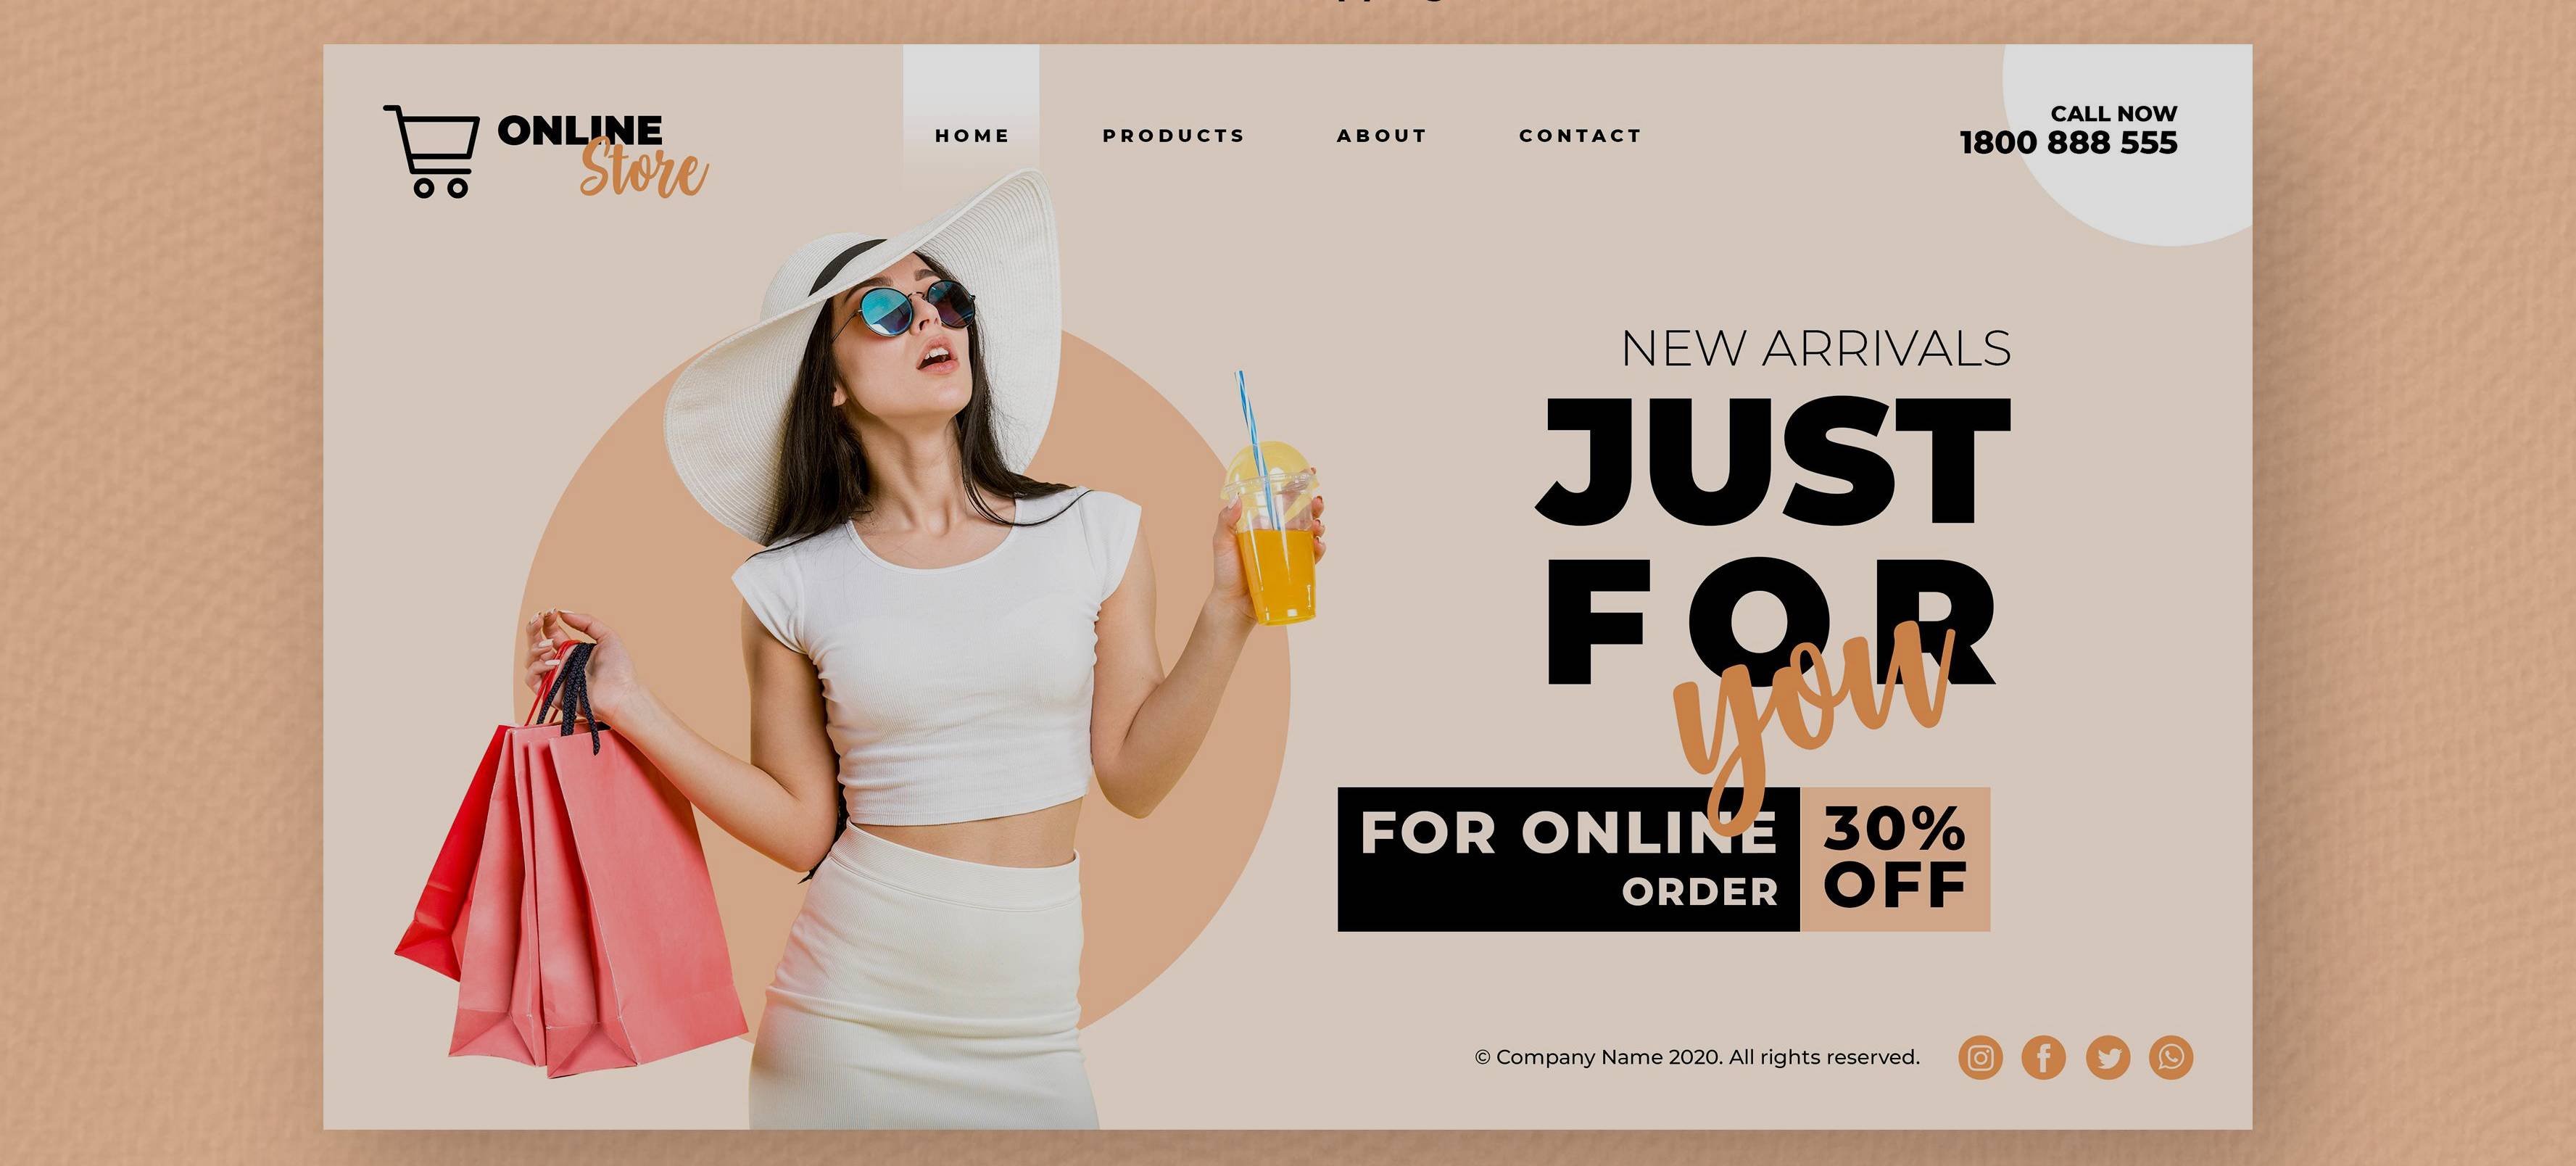 ONLINE
Store
HOME
PRODUCTS
ABOUT
CONTACT
CALL NOW
1800 888 555
NEW ARRIVALS
JUST
FOR
you
FOR ONLINE
ORDER
30%
OFF
© Company Name 2020. All rights reserved.